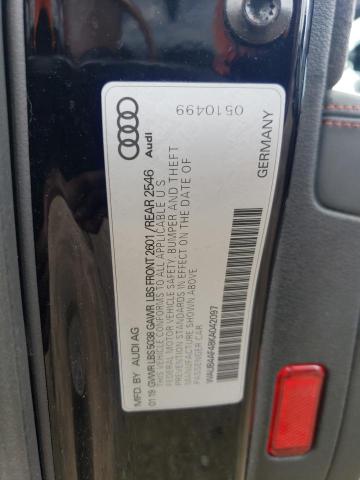 MFD. BY AUDI AG
01.19 GVWR LBS 5038 GAWR LBS FRONT 2601 / REAR 2546
THIS VEHICLE CONFORMS TO ALL APPLICABLE U S
FEDERAL MOTOR VEHICLE SAFETY, BUMPER AND THEFT
PREVENTION STANDARDS IN EFFECT ON THE DATE OF
MANUFACTURE SHOWN ABOVE
PASSENGER CAR
WAUB4AF48KA042097
GERMANY
Audi
0510499